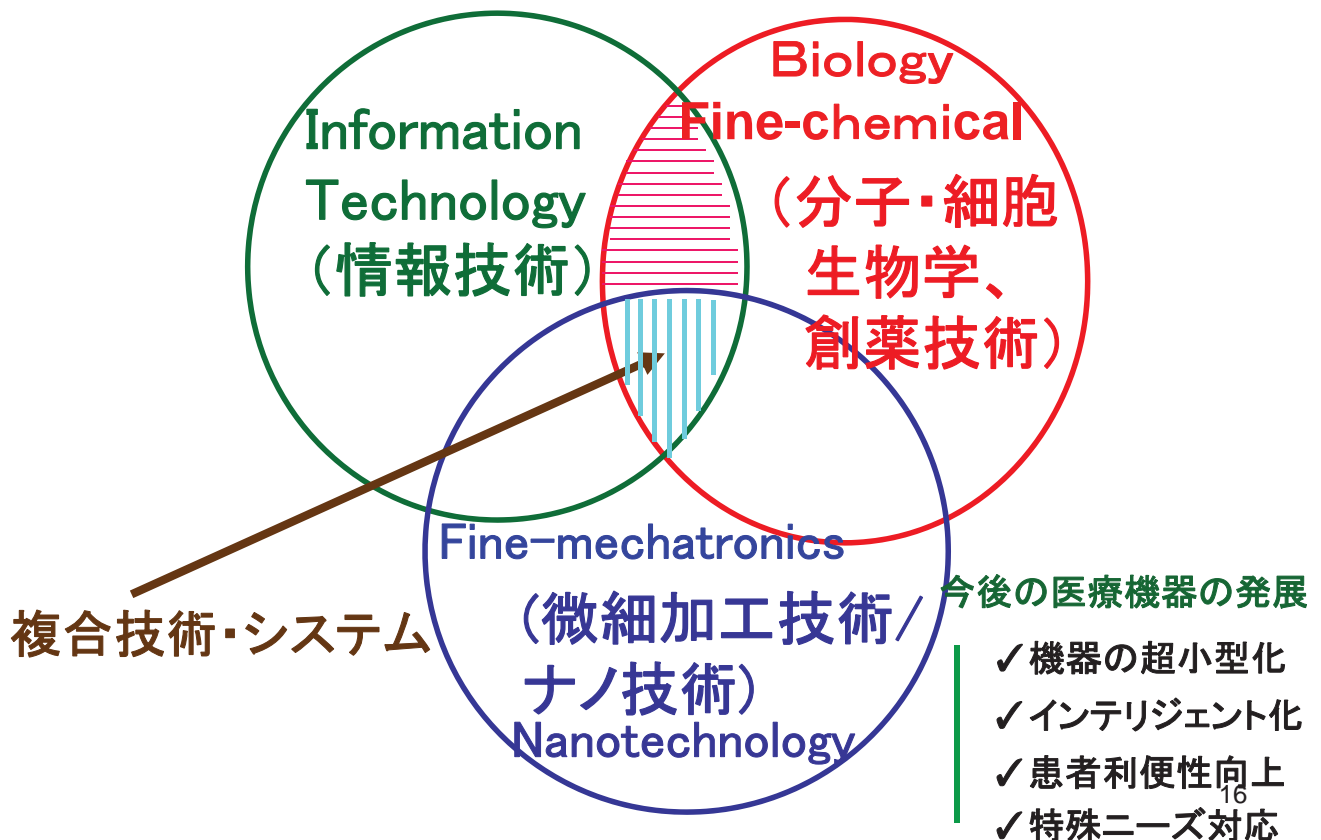 Information
Technology
（情報技術）
Biology
Fine-chemical
（分子・細胞
生物学、
創薬技術）
Fine-mechatronics
（微細加工技術/
ナノ技術）
Nanotechnology
複合技術・システム
今後の医療機器の発展
✓機器の超小型化
✓インテリジェント化
✓患者利便性向上
✓特殊ニーズ対応
16